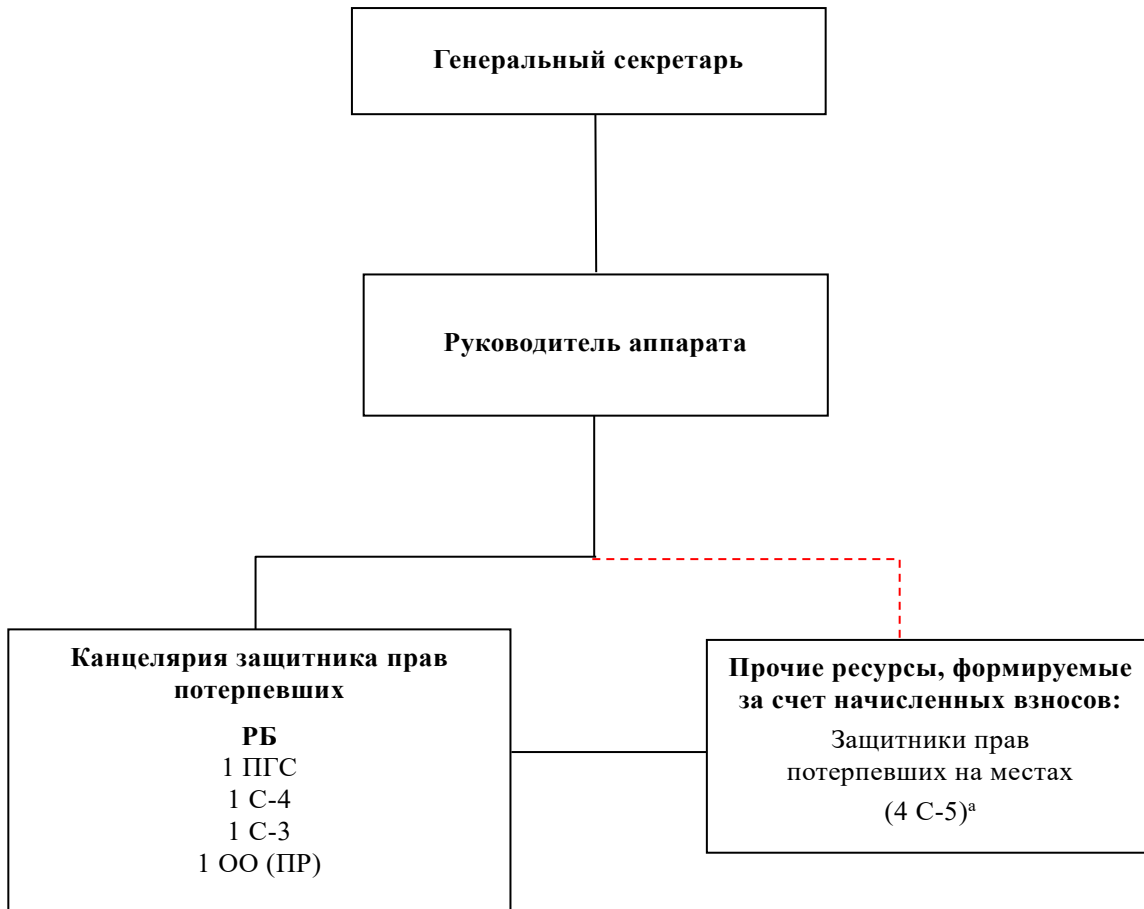 Генеральный секретарь
Руководитель аппарата
Канцелярия защитника прав
потерпевших
РБ
1 ПГС
1 С-4
1 С-3
1 ОО (ПР)
Прочие ресурсы, формируемые
за счет начисленных взносов:
Защитники прав
потерпевших на местах
(4 С-5)ᵃ